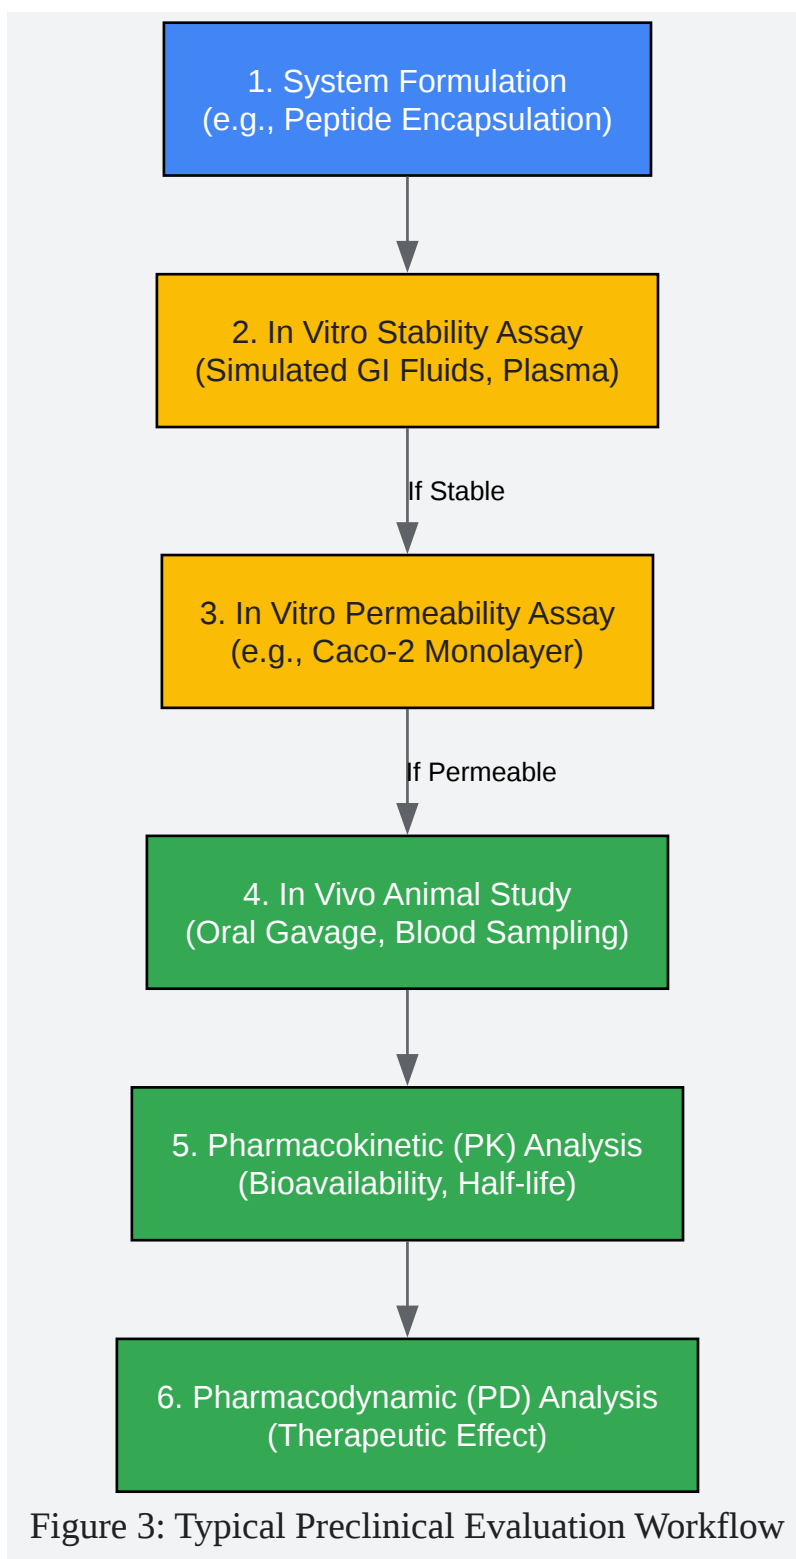 1. System Formulation
(e.g., Peptide Encapsulation)
2. In Vitro Stability Assay
(Simulated GI Fluids, Plasma)
If Stable
3. In Vitro Permeability Assay
(e.g., Caco-2 Monolayer)
If Permeable
4. In Vivo Animal Study
(Oral Gavage, Blood Sampling)
5. Pharmacokinetic (PK) Analysis
(Bioavailability, Half-life)
6. Pharmacodynamic (PD) Analysis
(Therapeutic Effect)
Figure 3: Typical Preclinical Evaluation Workflow